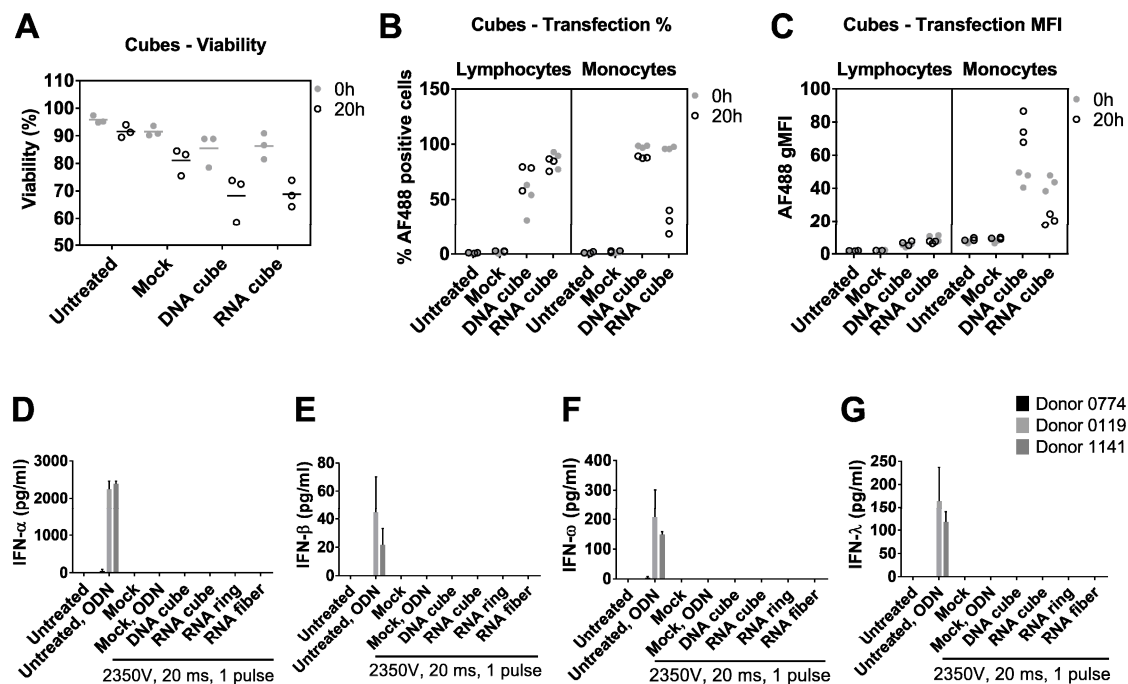 A
Cubes - Viability
Viability (%)
110
100
90
80
70
60
50
0h
20h
Untreated
Mock
DNA cube
RNA cube
B
Cubes - Transfection %
Lymphocytes Monocytes
% AF488 positive cells
150
100
50
0
0h
20h
Untreated
Mock
DNA cube
RNA cube
Untreated
Mock
DNA cube
RNA cube
C
Cubes - Transfection MFI
Lymphocytes Monocytes
AF488 gMFI
100
80
60
40
20
0
0h
20h
Untreated
Mock
DNA cube
RNA cube
Untreated
Mock
DNA cube
RNA cube
D
IFN-α (pg/ml)
3000
2000
1000
0
Untreated
Untreated, ODN
Mock
Mock, ODN
DNA cube
RNA cube
RNA ring
RNA fiber
2350V, 20 ms, 1 pulse
E
IFN-β (pg/ml)
80
60
40
20
0
Untreated
Untreated, ODN
Mock
Mock, ODN
DNA cube
RNA cube
RNA ring
RNA fiber
2350V, 20 ms, 1 pulse
F
IFN-ω (pg/ml)
400
300
200
100
0
Untreated
Untreated, ODN
Mock
Mock, ODN
DNA cube
RNA cube
RNA ring
RNA fiber
2350V, 20 ms, 1 pulse
G
IFN-λ (pg/ml)
250
200
150
100
50
0
Untreated
Untreated, ODN
Mock
Mock, ODN
DNA cube
RNA cube
RNA ring
RNA fiber
2350V, 20 ms, 1 pulse
Donor 0774
Donor 0119
Donor 1141